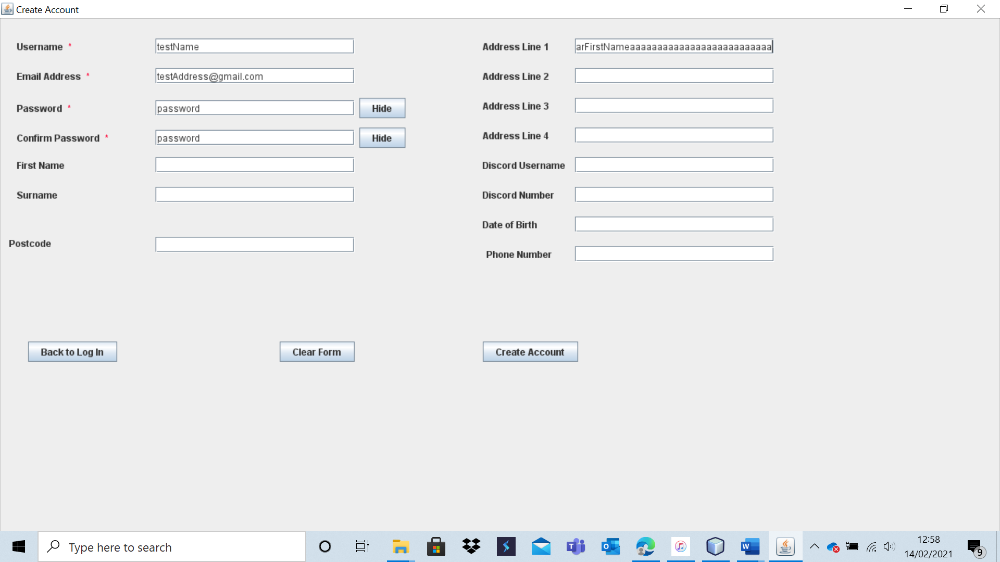 Create Account
Username *
testName
Email Address *
testAddress@gmail.com
Password *
password
Hide
Confirm Password *
password
Hide
First Name
Surname
Postcode
Address Line 1
arFirstNameaaaaaaaaaaaaaaaaaaaaaaaaaa
Address Line 2
Address Line 3
Address Line 4
Discord Username
Discord Number
Date of Birth
Phone Number
Back to Log In
Clear Form
Create Account
Type here to search
12:58
14/02/2021
9